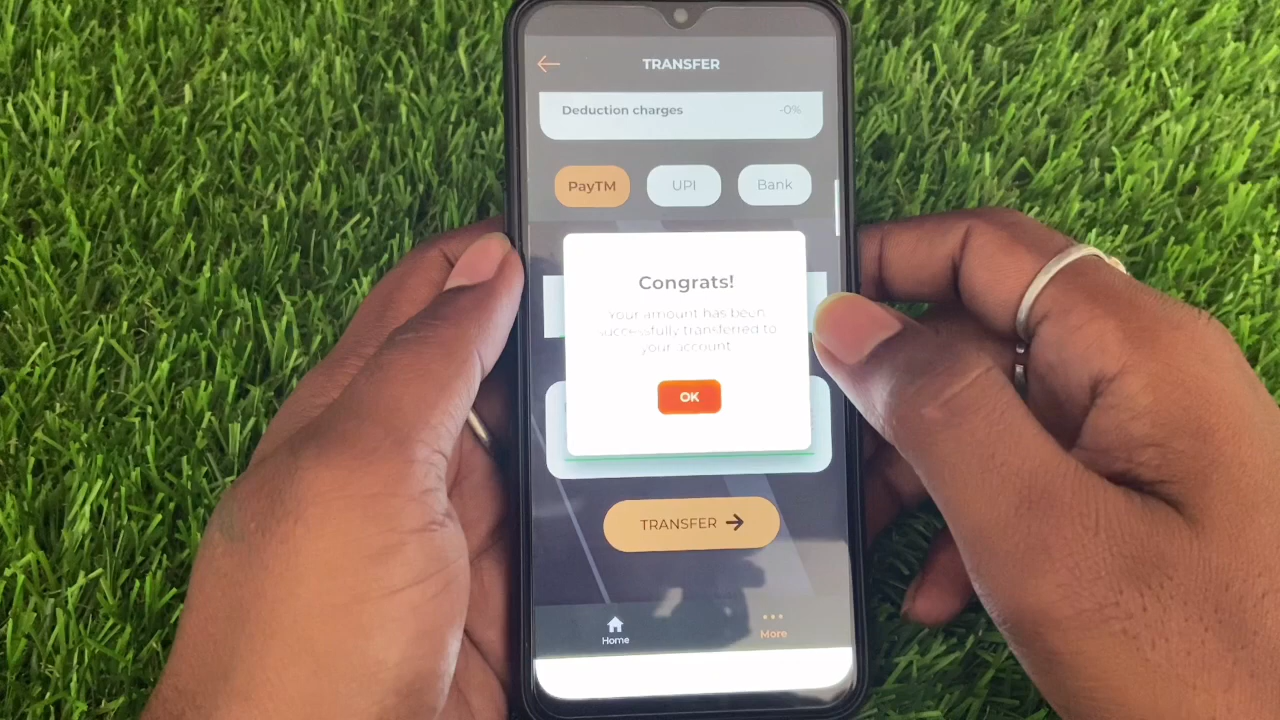 TRANSFER
Deduction charges -0%
PayTM UPI Bank
Congrats!
Your amount has been
successfully transferred to
your account
OK
TRANSFER →
Home More